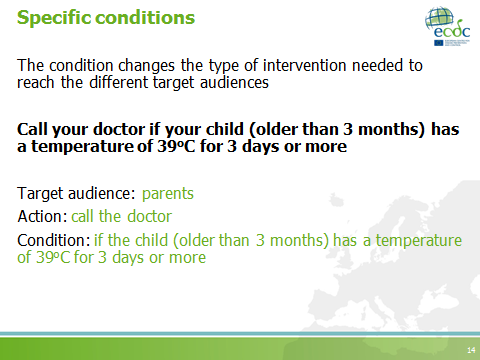 Specific conditions
ecdc
The condition changes the type of intervention needed to
reach the different target audiences
Call your doctor if your child (older than 3 months) has
a temperature of 39ºC for 3 days or more
Target audience: parents
Action: call the doctor
Condition: if the child (older than 3 months) has a temperature
of 39ºC for 3 days or more
14